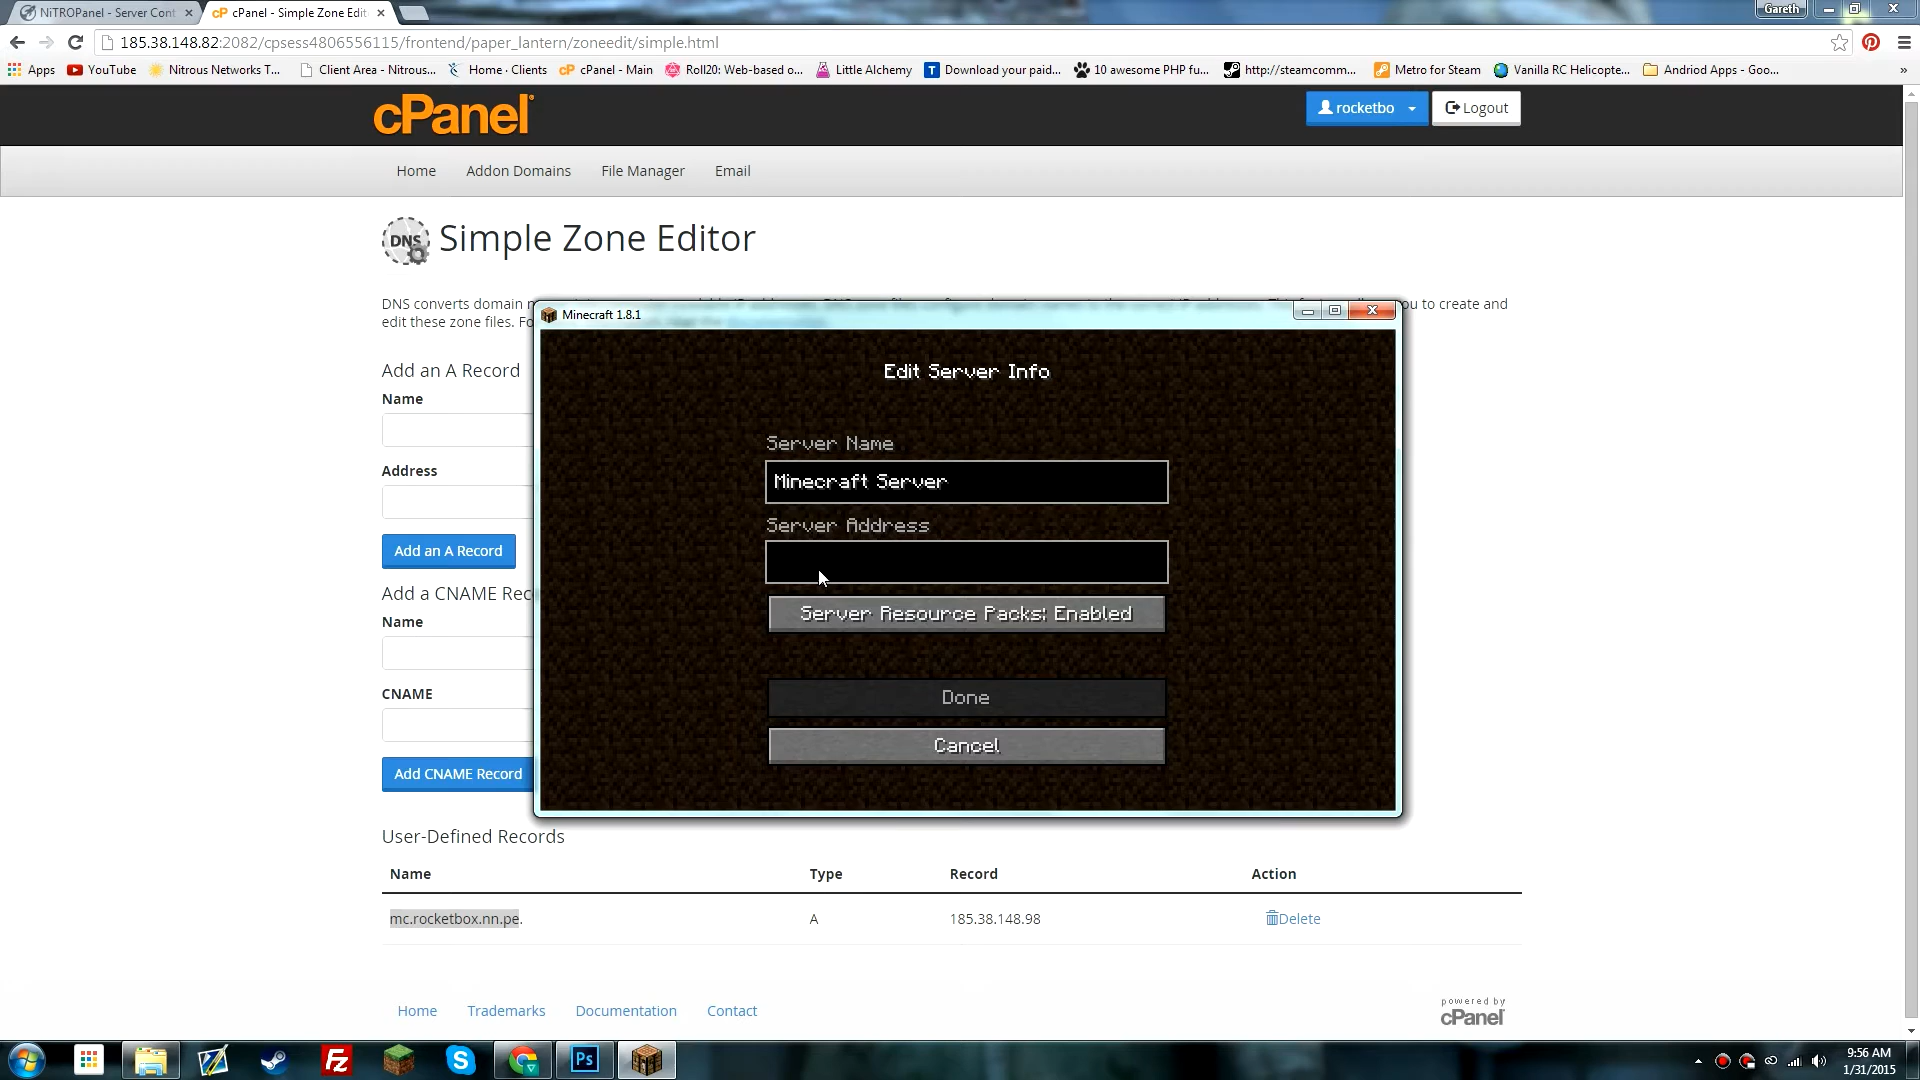 NiTROPanel - Server Cont
cPanel - Simple Zone Edit
Gareth
185.38.148.82:2082/cpsess4806556115/frontend/paper_lantern/zoneedit/simple.html
Apps
YouTube
Nitrous Networks T...
Client Area - Nitrous...
Home · Clients
cPanel - Main
Roll20: Web-based o...
Little Alchemy
Download your paid...
10 awesome PHP fu...
http://steamcomm...
Metro for Steam
Vanilla RC Helicopte...
Andriod Apps - Goo...
»
cPanel
rocketbo
Logout
Home
Addon Domains
File Manager
Email
DNS
Simple Zone Editor
DNS converts domain
ou to create and
edit these zone files. Fo
Add an A Record
Name
Address
Add an A Record
Add a CNAME Rec
Name
CNAME
Add CNAME Record
Minecraft 1.8.1
Edit Server Info
Server Name
Minecraft Server
Server Address
Server Resource Packs: Enabled
Done
Cancel
User-Defined Records
Name Type Record Action
mc.rocketbox.nn.pe. A 185.38.148.98 Delete
Home
Trademarks
Documentation
Contact
powered by
cPanel
Fz
Ps
9:56 AM
1/31/2015